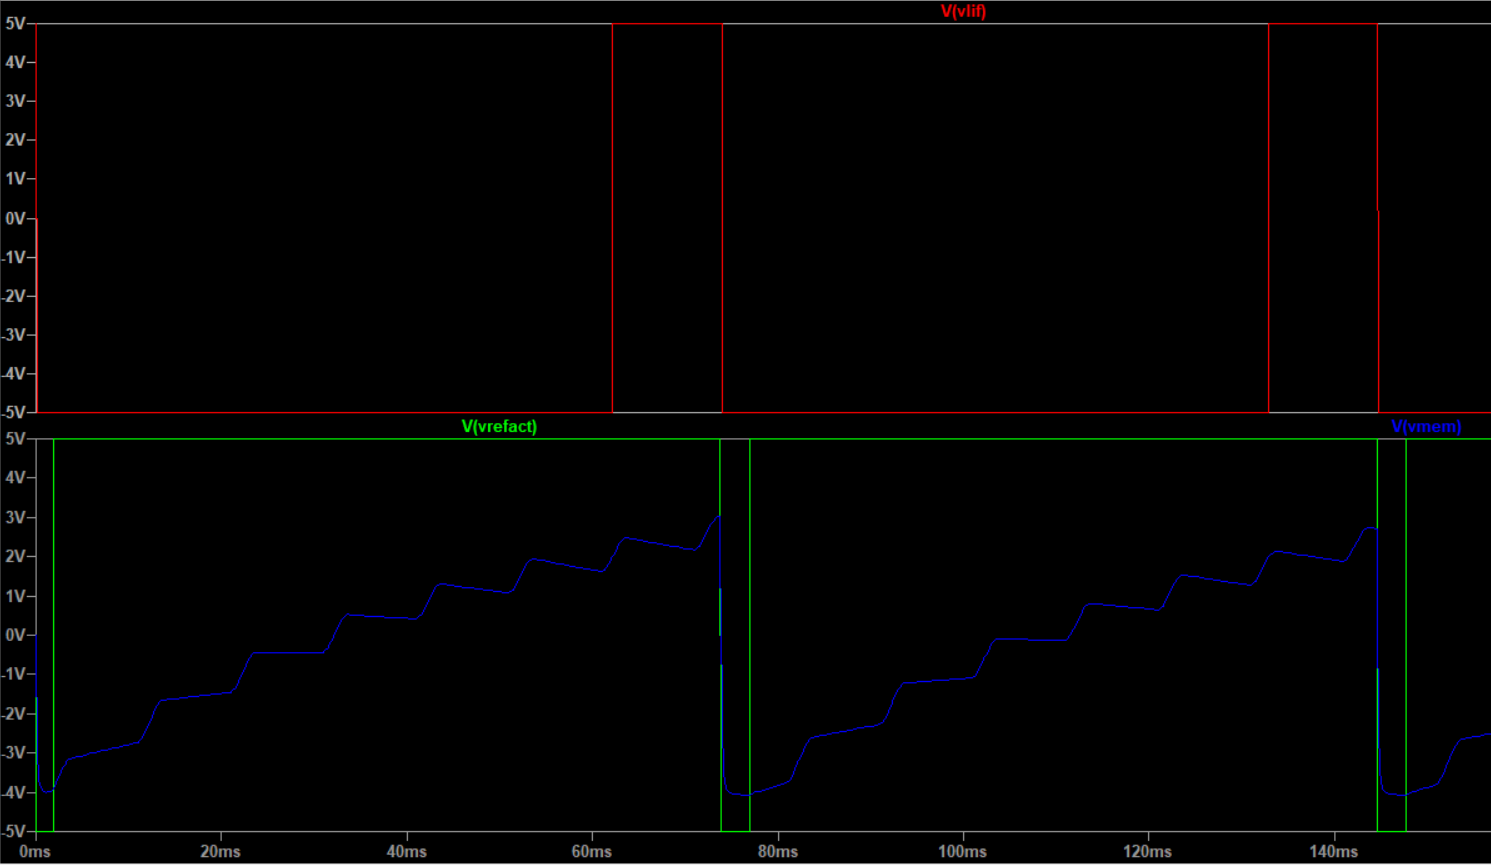 V(vlif)
5V
4V
3V
2V
1V
0V
-1V
-2V
-3V
-4V
-5V
V(vrefact) V(vmem)
5V
4V
3V
2V
1V
0V
-1V
-2V
-3V
-4V
-5V
0ms 20ms 40ms 60ms 80ms 100ms 120ms 140ms